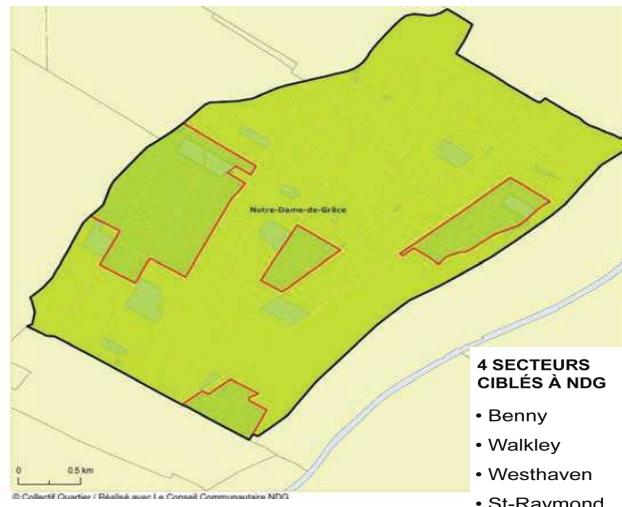 Notre-Dame-de-Grâce
4 SECTEURS
CIBLÉS À NDG
• Benny
• Walkley
• Westhaven
• St-Raymond
0 0.5 km
© Collectif Quartier / Réalisé avec Le Conseil Communautaire NDG